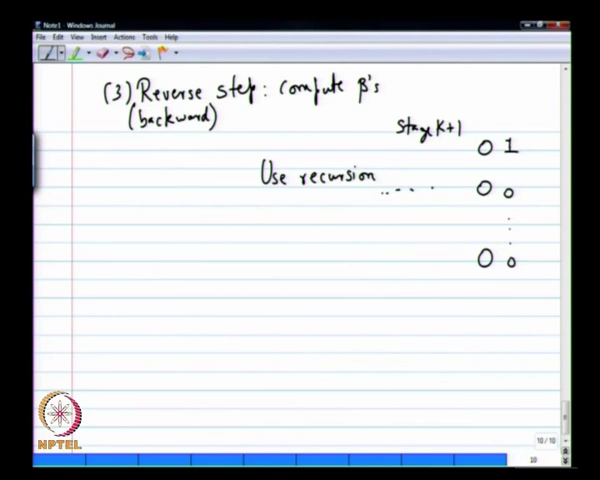 Note1 - Windows Journal
File Edit View Insert Actions Tools Help
(3) Reverse step: compute β's
(backward)
Stage K+1
0 1
Use recursion ....
0 0
0 0
NPTEL
10 / 10
10